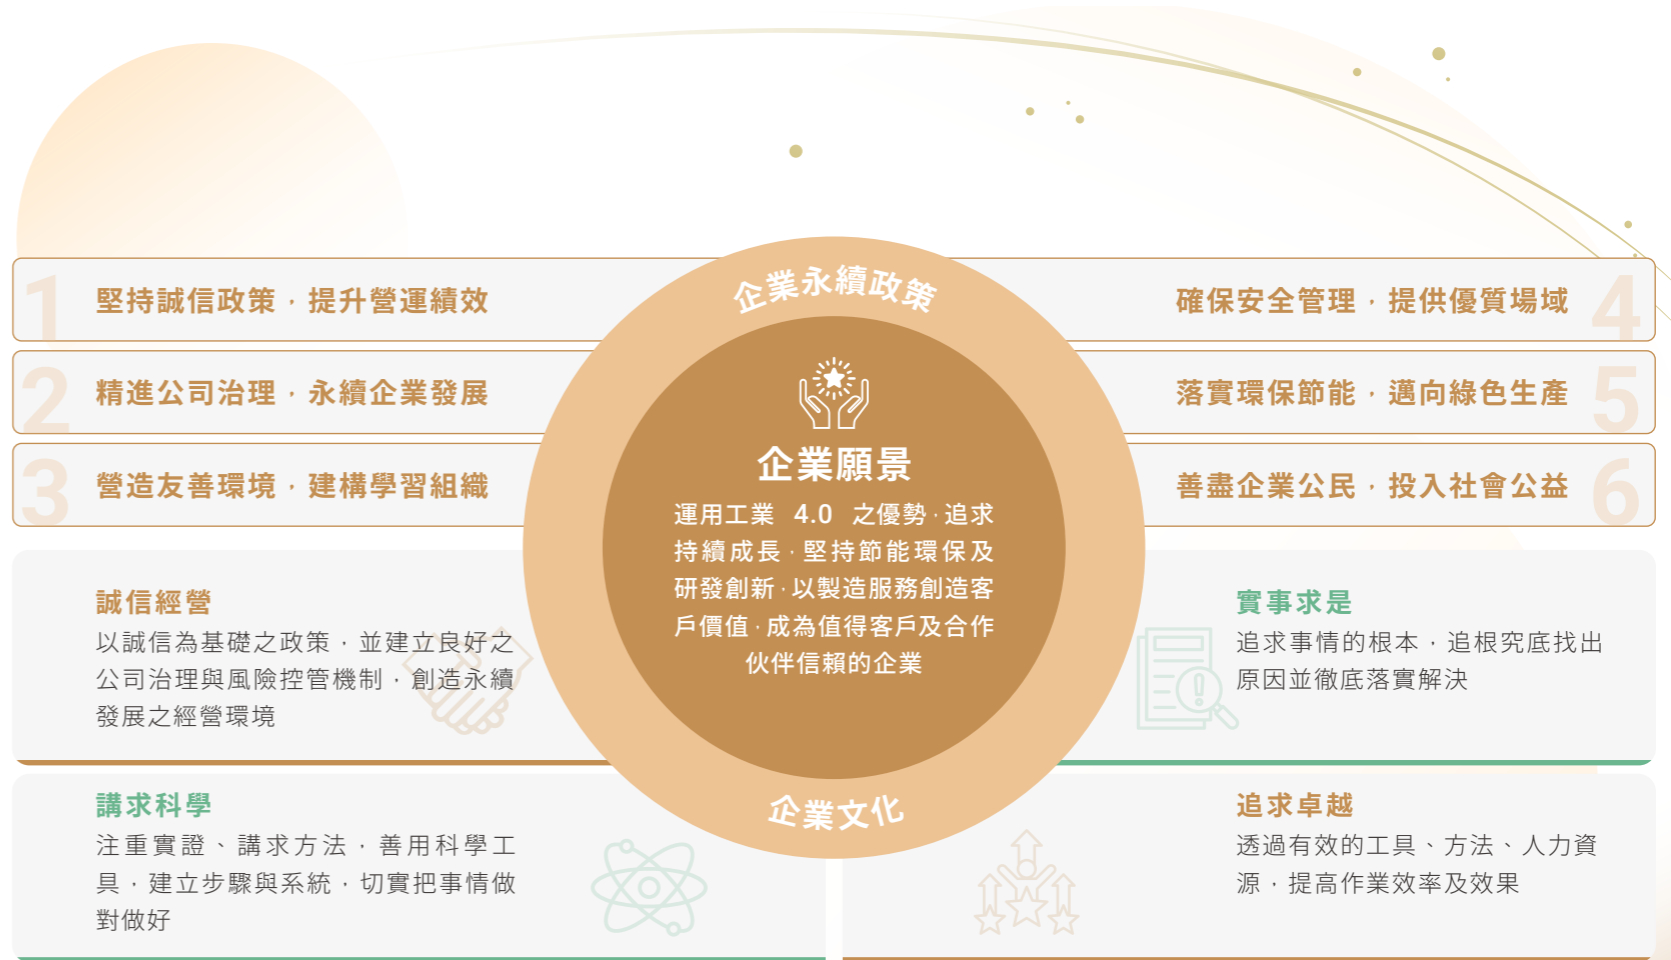 企業永續政策
1
堅持誠信政策，提升營運績效
2
精進公司治理，永續企業發展
3
營造友善環境，建構學習組織
4
確保安全管理，提供優質場域
5
落實環保節能，邁向綠色生產
6
善盡企業公民，投入社會公益
企業願景
運用工業 4.0 之優勢，追求
持續成長，堅持節能環保及
研發創新，以製造服務創造客
戶價值，成為值得客戶及合作
伙伴信賴的企業
企業文化
誠信經營
以誠信為基礎之政策，並建立良好之
公司治理與風險控管機制，創造永續
發展之經營環境
實事求是
追求事情的根本，追根究底找出
原因並徹底落實解決
講求科學
注重實證、講求方法，善用科學工
具，建立步驟與系統，切實把事情做
對做好
追求卓越
透過有效的工具、方法、人力資
源，提高作業效率及效果